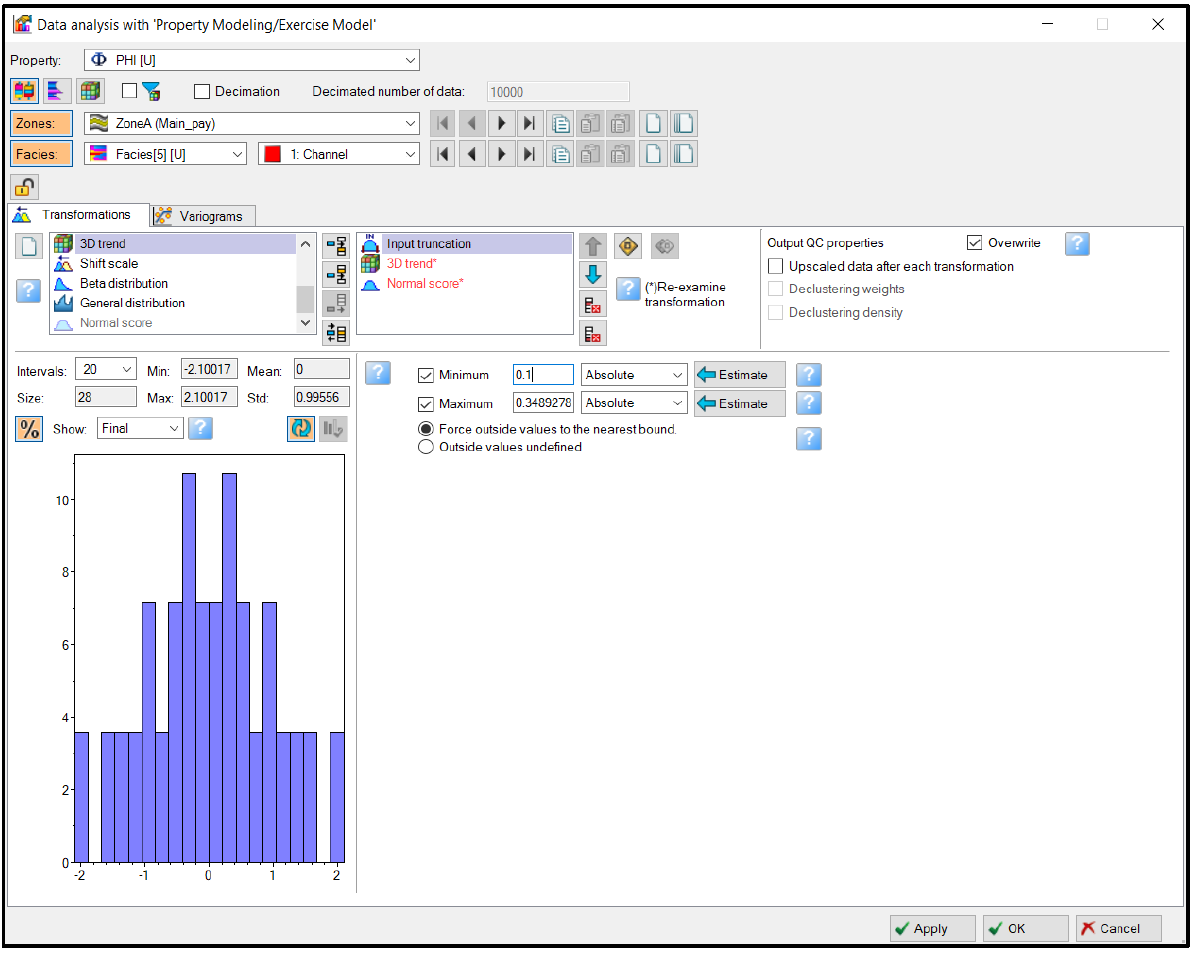 Data analysis with 'Property Modeling/Exercise Model'
Property: PHI [U]
Decimation Decimated number of data: 10000
Zones: ZoneA (Main_pay)
Facies: Facies[5] [U] 1: Channel
Transformations Variograms
3D trend
Shift scale
Beta distribution
General distribution
Normal score
IN
Input truncation
3D trend*
Normal score*
(*)Re-examine
transformation
Output QC properties Overwrite
Upscaled data after each transformation
Declustering weights
Declustering density
Intervals: 20 Min: -2.10017 Mean: 0
Size: 28 Max: 2.10017 Std: 0.99556
% Show: Final
Minimum 0.1 Absolute Estimate
Maximum 0.3489278 Absolute Estimate
Force outside values to the nearest bound.
Outside values undefined
10
8
6
4
2
0
-2 -1 0 1 2
Apply OK Cancel